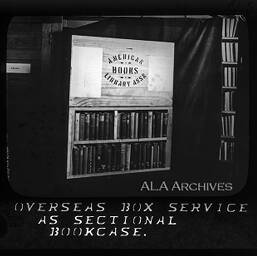 AMERICAN
BOOKS
LIBRARY ASSN.
ALA ARCHIVES
OVERSEAS BOX SERVICE
AS SECTIONAL
BOOKCASE.